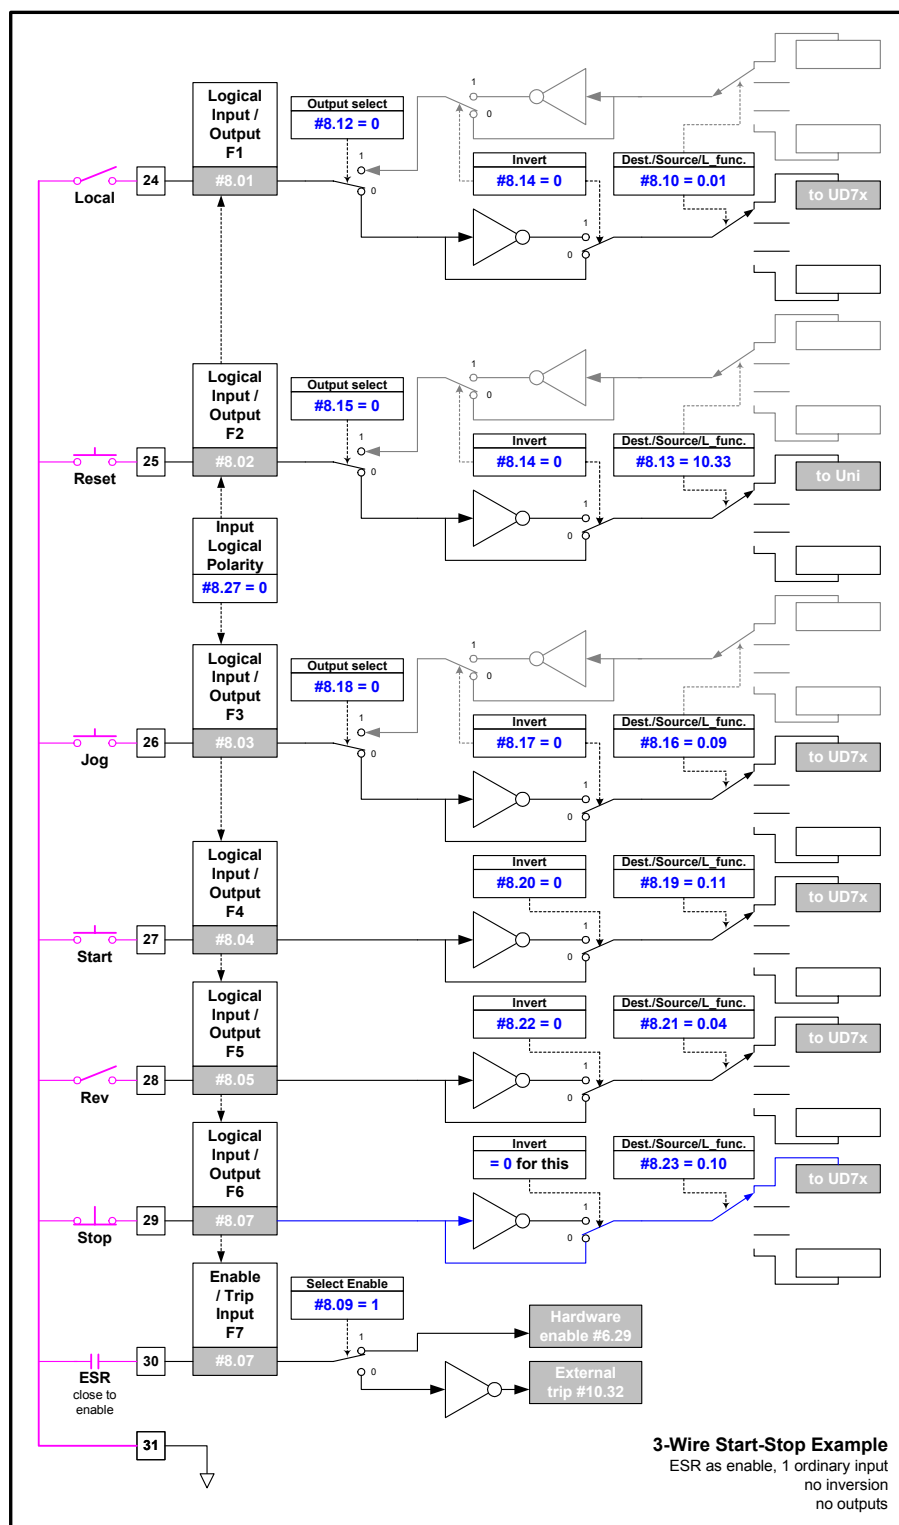 Logical
Input /
Output
F1
#8.01
Output select
#8.12 = 0
1
0
1
0
Invert
#8.14 = 0
Dest./Source/L_func.
#8.10 = 0.01
1
0
to UD7x
Local
24
Logical
Input /
Output
F2
#8.02
Output select
#8.15 = 0
1
0
1
0
Invert
#8.14 = 0
Dest./Source/L_func.
#8.13 = 10.33
1
0
to Uni
Reset
25
Input
Logical
Polarity
#8.27 = 0
Logical
Input /
Output
F3
#8.03
Output select
#8.18 = 0
1
0
1
0
Invert
#8.17 = 0
Dest./Source/L_func.
#8.16 = 0.09
1
0
to UD7x
Jog
26
Logical
Input /
Output
F4
#8.04
Invert
#8.20 = 0
Dest./Source/L_func.
#8.19 = 0.11
1
0
to UD7x
Start
27
Logical
Input /
Output
F5
#8.05
Invert
#8.22 = 0
Dest./Source/L_func.
#8.21 = 0.04
1
0
to UD7x
Rev
28
Logical
Input /
Output
F6
#8.07
Invert
= 0 for this
Dest./Source/L_func.
#8.23 = 0.10
1
0
to UD7x
Stop
29
Enable
/ Trip
Input
F7
#8.07
Select Enable
#8.09 = 1
1
0
Hardware
enable #6.29
External
trip #10.32
30
ESR
close to
enable
31
3-Wire Start-Stop Example
ESR as enable, 1 ordinary input
no inversion
no outputs